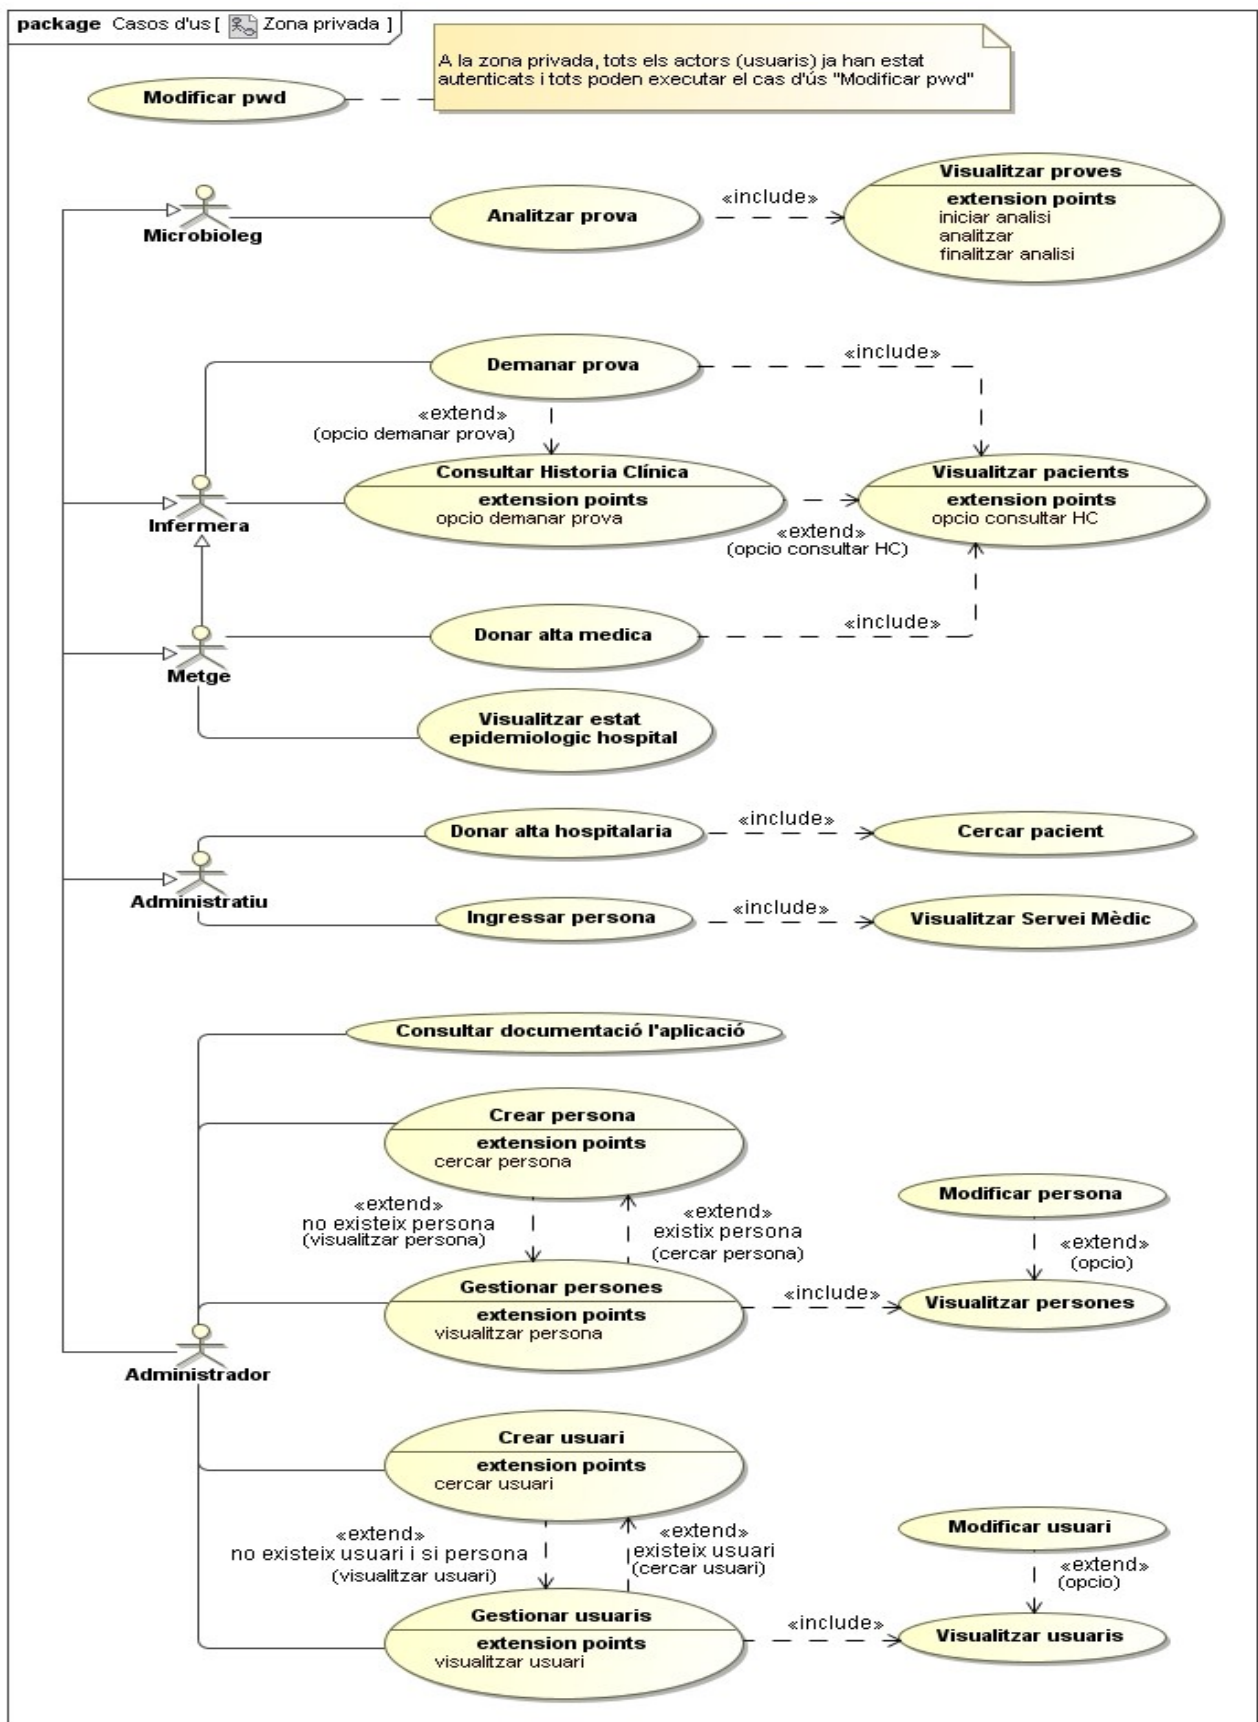 package Casos d'us [ Zona privada ]
A la zona privada, tots els actors (usuaris) ja han estat
autenticats i tots poden executar el cas d'ús "Modificar pwd"
Modificar pwd
Microbioleg
Analitzar prova
«include»
Visualitzar proves
extension points
iniciar analisi
analitzar
finalitzar analisi
Demanar prova
«include»
«extend»
(opcio demanar prova)
Infermera
Consultar Historia Clínica
extension points
opcio demanar prova
«extend»
(opcio consultar HC)
Visualitzar pacients
extension points
opcio consultar HC
Metge
Donar alta medica
«include»
Visualitzar estat
epidemiologic hospital
Administratiu
Donar alta hospitalaria
«include»
Cercar pacient
Ingressar persona
«include»
Visualitzar Servei Mèdic
Consultar documentació l'aplicació
Crear persona
extension points
cercar persona
«extend»
no existeix persona
(visualitzar persona)
«extend»
existix persona
(cercar persona)
Modificar persona
«extend»
(opcio)
Gestionar persones
extension points
visualitzar persona
«include»
Visualitzar persones
Administrador
Crear usuari
extension points
cercar usuari
«extend»
no existeix usuari i si persona
(visualitzar usuari)
«extend»
existeix usuari
(cercar usuari)
Modificar usuari
«extend»
(opcio)
Gestionar usuaris
extension points
visualitzar usuari
«include»
Visualitzar usuaris